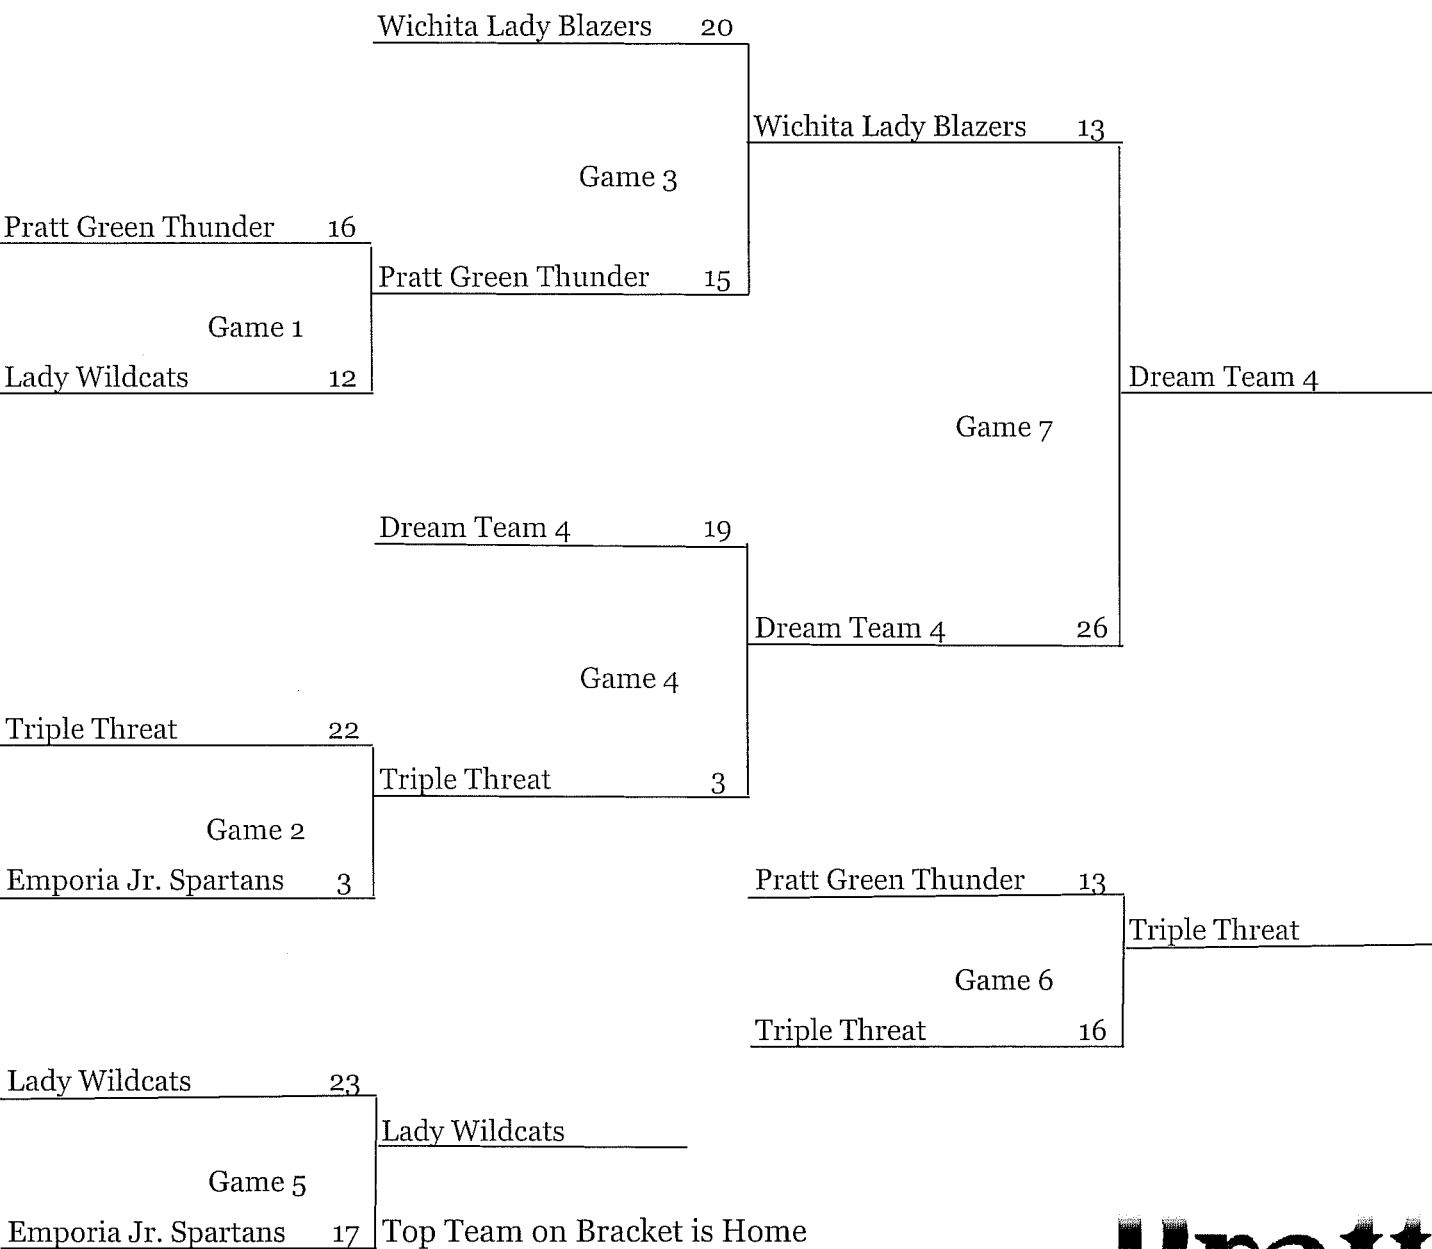 Wichita Lady Blazers 20
Wichita Lady Blazers 13
Game 3
Pratt Green Thunder 16
Pratt Green Thunder 15
Game 1
Lady Wildcats 12
Dream Team 4
Game 7
Dream Team 4 19
Dream Team 4 26
Game 4
Triple Threat 22
Triple Threat 3
Game 2
Emporia Jr. Spartans 3
Pratt Green Thunder 13
Triple Threat
Game 6
Triple Threat 16
Lady Wildcats 23
Lady Wildcats
Game 5
Emporia Jr. Spartans 17
Top Team on Bracket is Home